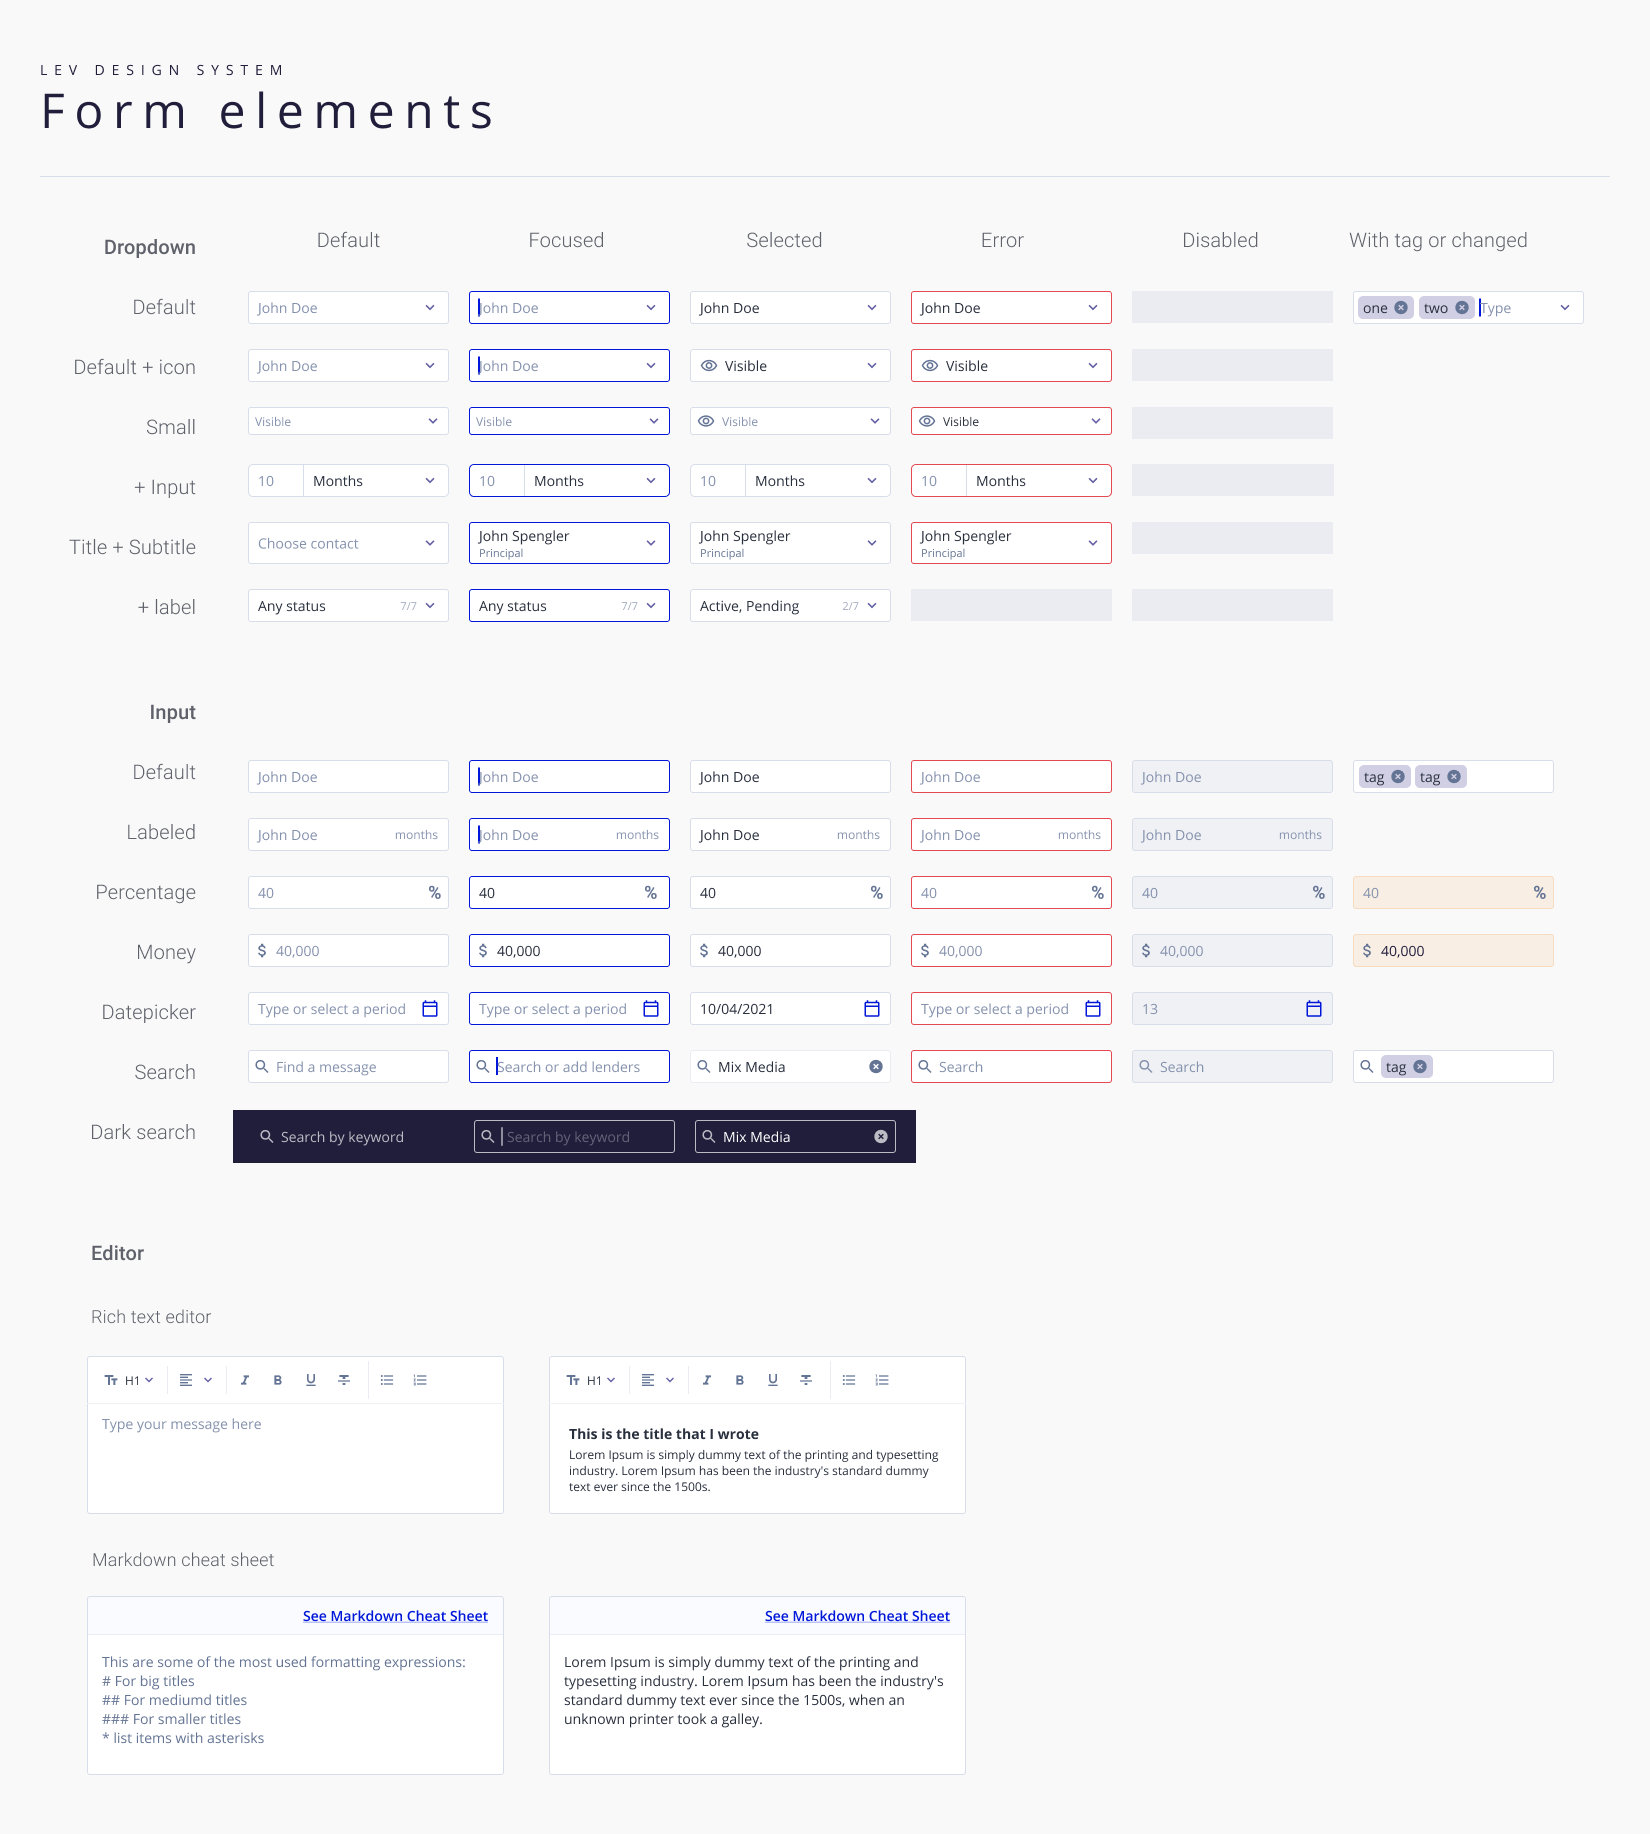 LEV DESIGN SYSTEM
Form elements
Dropdown Default Focused Selected Error Disabled With tag or changed
Default John Doe John Doe John Doe John Doe one two Type
Default + icon John Doe John Doe Visible Visible
Small Visible Visible Visible Visible
+ Input 10 Months 10 Months 10 Months 10 Months
Title + Subtitle Choose contact John Spengler Principal John Spengler Principal John Spengler Principal
+ label Any status 7/7 Any status 7/7 Active, Pending 2/7
Input
Default John Doe John Doe John Doe John Doe John Doe tag tag
Labeled John Doe months John Doe months John Doe months John Doe months John Doe months
Percentage 40 % 40 % 40 % 40 % 40 % 40 %
Money $ 40,000 $ 40,000 $ 40,000 $ 40,000 $ 40,000 $ 40,000
Datepicker Type or select a period Type or select a period 10/04/2021 Type or select a period 13
Search Find a message Search or add lenders Mix Media Search Search tag
Dark search Search by keyword Search by keyword Mix Media
Editor
Rich text editor
TT H1 I B U T TT H1 I B U T
Type your message here
This is the title that I wrote
Lorem Ipsum is simply dummy text of the printing and typesetting
industry. Lorem Ipsum has been the industry's standard dummy
text ever since the 1500s.
Markdown cheat sheet
See Markdown Cheat Sheet
This are some of the most used formatting expressions:
# For big titles
## For mediumd titles
### For smaller titles
* list items with asterisks
See Markdown Cheat Sheet
Lorem Ipsum is simply dummy text of the printing and
typesetting industry. Lorem Ipsum has been the industry's
standard dummy text ever since the 1500s, when an
unknown printer took a galley.